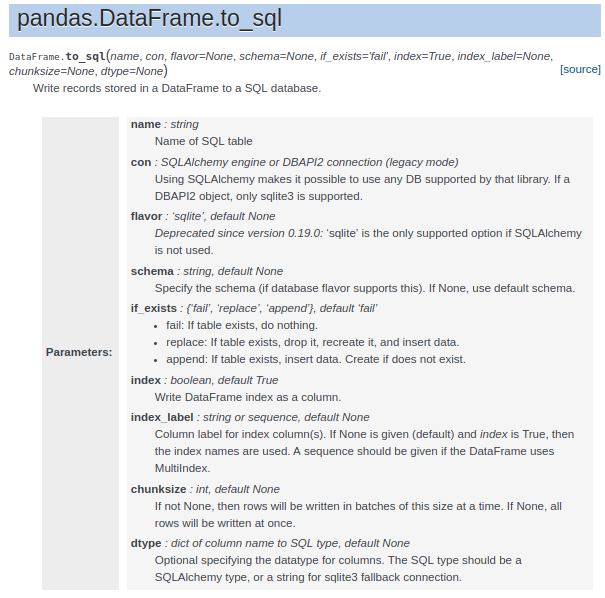 pandas.DataFrame.to_sql
DataFrame.to_sql(name, con, flavor=None, schema=None, if_exists='fail', index=True, index_label=None,
chunksize=None, dtype=None) [source]
Write records stored in a DataFrame to a SQL database.
Parameters:
name : string
Name of SQL table
con : SQLAlchemy engine or DBAPI2 connection (legacy mode)
Using SQLAlchemy makes it possible to use any DB supported by that library. If a
DBAPI2 object, only sqlite3 is supported.
flavor : ‘sqlite’, default None
Deprecated since version 0.19.0: ‘sqlite’ is the only supported option if SQLAlchemy
is not used.
schema : string, default None
Specify the schema (if database flavor supports this). If None, use default schema.
if_exists : {‘fail’, ‘replace’, ‘append’}, default ‘fail’
• fail: If table exists, do nothing.
• replace: If table exists, drop it, recreate it, and insert data.
• append: If table exists, insert data. Create if does not exist.
index : boolean, default True
Write DataFrame index as a column.
index_label : string or sequence, default None
Column label for index column(s). If None is given (default) and index is True, then
the index names are used. A sequence should be given if the DataFrame uses
MultiIndex.
chunksize : int, default None
If not None, then rows will be written in batches of this size at a time. If None, all
rows will be written at once.
dtype : dict of column name to SQL type, default None
Optional specifying the datatype for columns. The SQL type should be a
SQLAlchemy type, or a string for sqlite3 fallback connection.